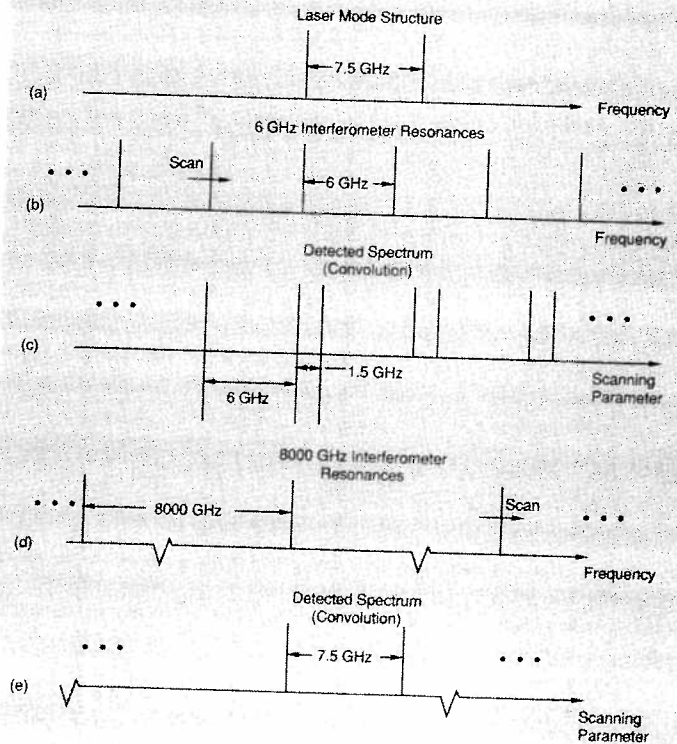 Laser Mode Structure
7.5 GHz
(a)
Frequency
6 GHz Interferometer Resonances
Scan
6 GHz
(b)
Frequency
Detected Spectrum
(Convolution)
(c)
1.5 GHz
6 GHz
Scanning
Parameter
8000 GHz Interferometer
Resonances
8000 GHz
Scan
(d)
Frequency
Detected Spectrum
(Convolution)
7.5 GHz
(e)
Scanning
Parameter